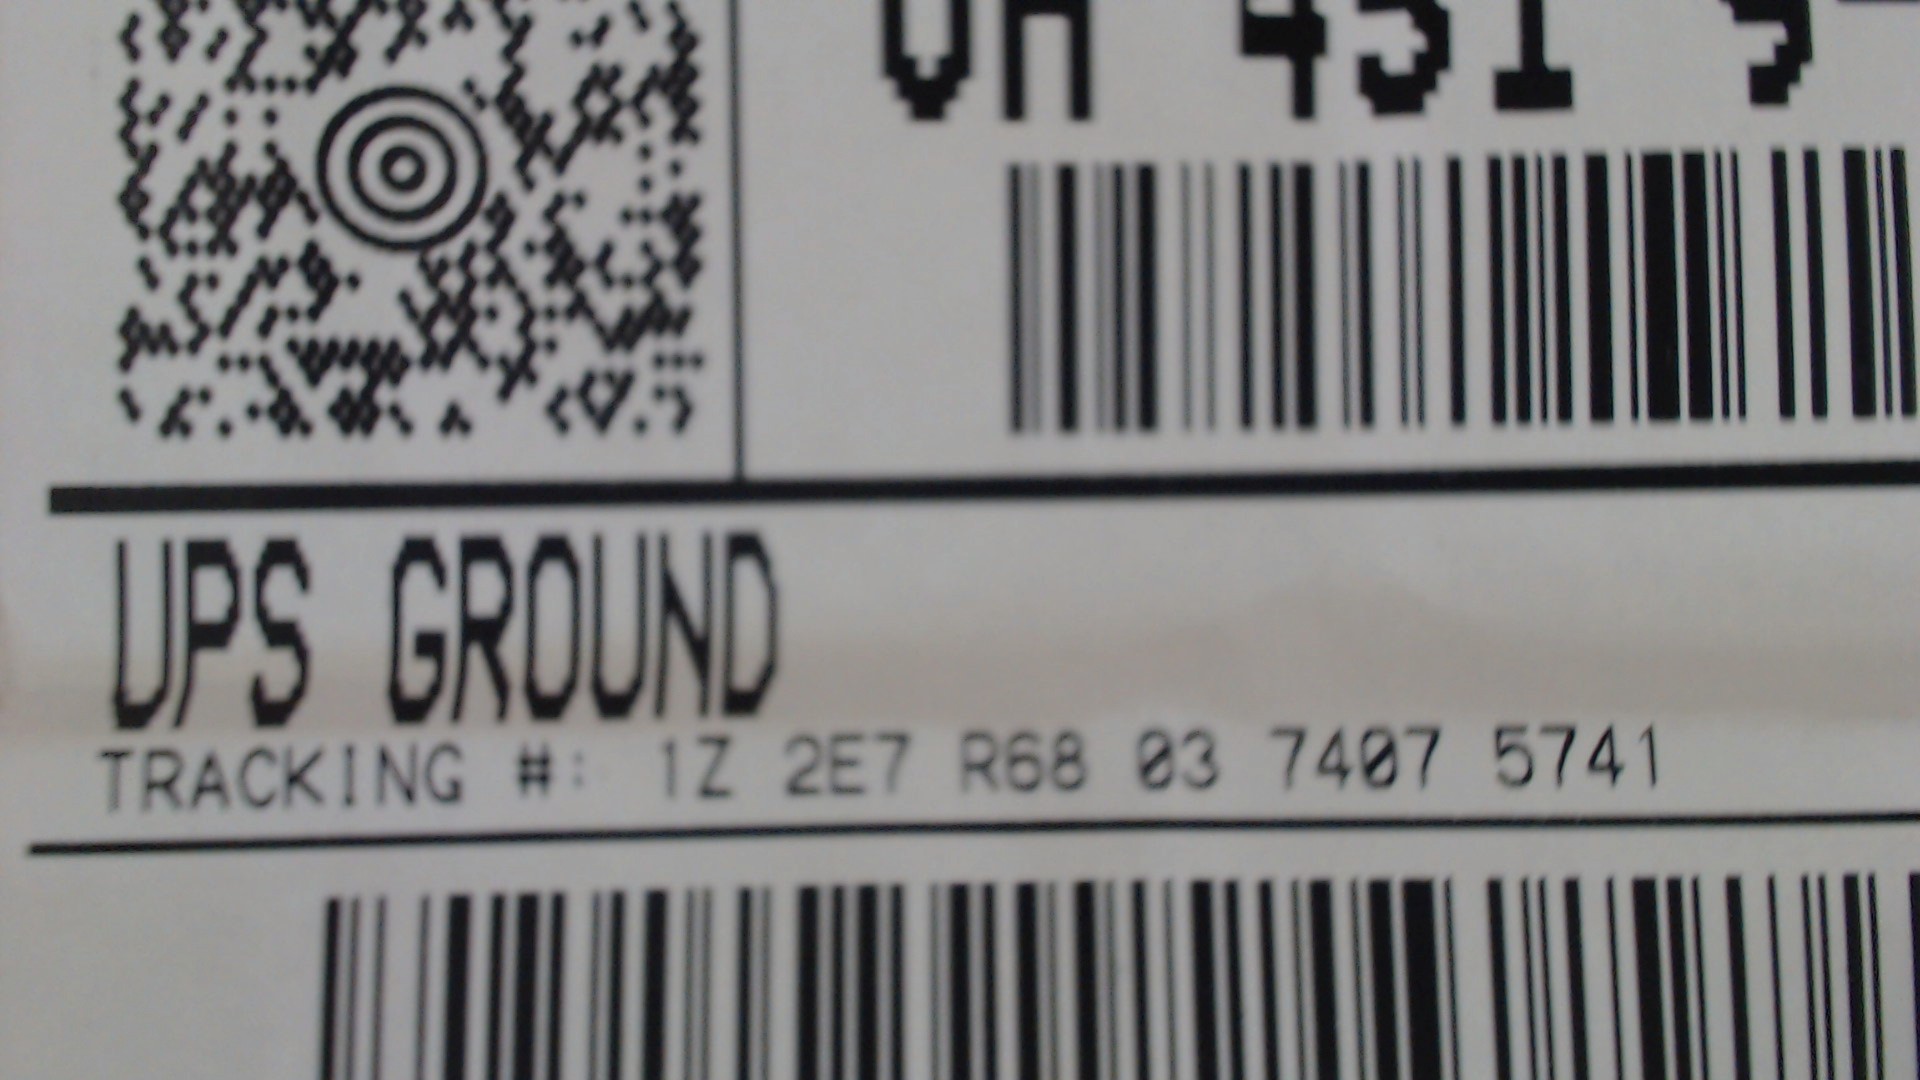 UPS GROUND
TRACKING #: 1Z 2E7 R68 03 7407 5741